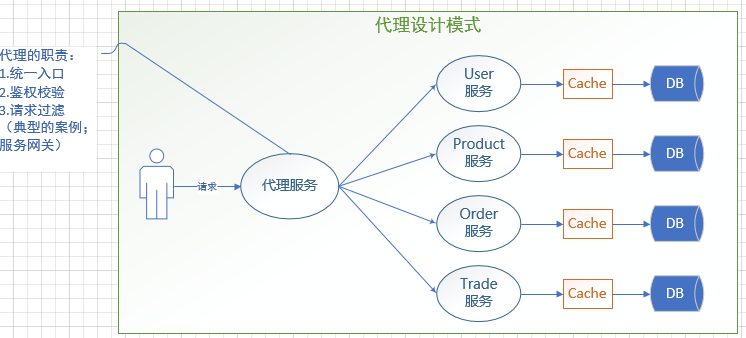 代理设计模式
代理的职责：
1.统一入口
2.鉴权校验
3.请求过滤
（典型的案例；
服务网关）
请求
代理服务
User
服务
Cache
DB
Product
服务
Cache
DB
Order
服务
Cache
DB
Trade
服务
Cache
DB